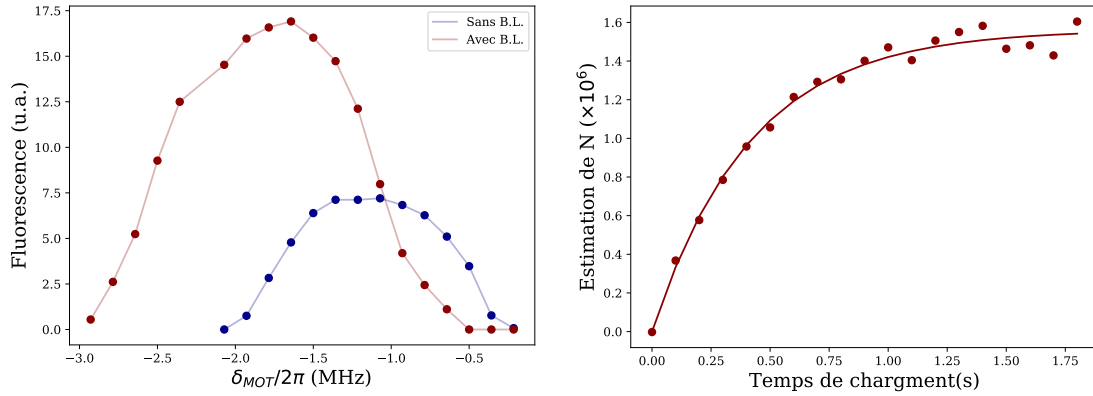 17.5
15.0
12.5
10.0
7.5
5.0
2.5
0.0
Fluorescence (u.a.)
Sans B.L.
Avec B.L.
−3.0 −2.5 −2.0 −1.5 −1.0 −0.5
δ_MOT/2π (MHz)
1.6
1.4
1.2
1.0
0.8
0.6
0.4
0.2
0.0
Estimation de N (×10⁶)
0.00 0.25 0.50 0.75 1.00 1.25 1.50 1.75
Temps de chargment(s)